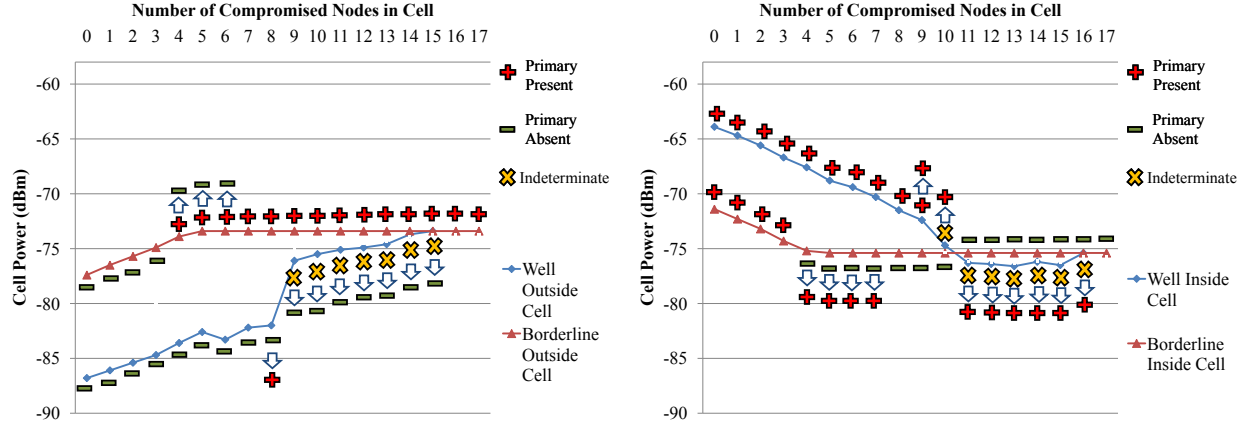 Number of Compromised Nodes in Cell
0 1 2 3 4 5 6 7 8 9 10 11 12 13 14 15 16 17
-60
-65
-70
-75
-80
-85
-90
Cell Power (dBm)
Primary
Present
Primary
Absent
Indeterminate
Well
Outside
Cell
Borderline
Outside
Cell
Number of Compromised Nodes in Cell
0 1 2 3 4 5 6 7 8 9 10 11 12 13 14 15 16 17
-60
-65
-70
-75
-80
-85
-90
Cell Power (dBm)
Primary
Present
Primary
Absent
Indeterminate
Well Inside
Cell
Borderline
Inside Cell